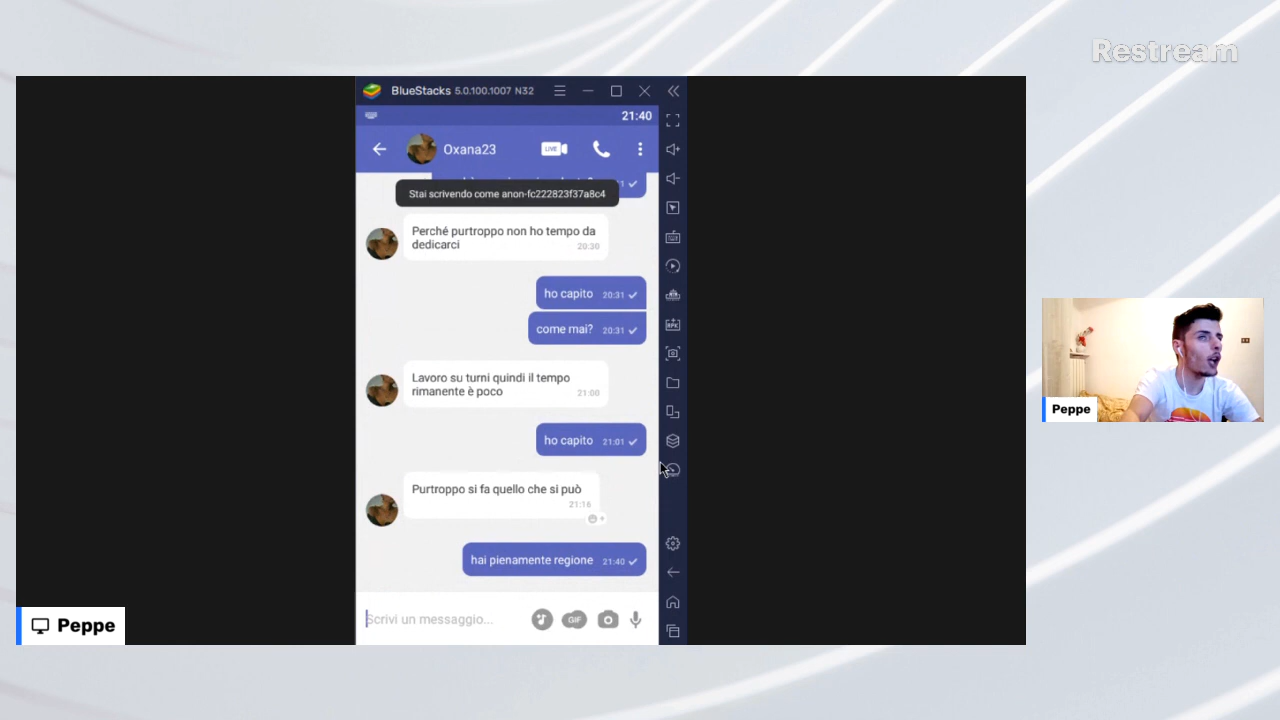 Restream
BlueStacks 5.0.100.1007 N32
21:40
Oxana23
LIVE
Stai scrivendo come anon-fc222823f37a8c4
Perché purtroppo non ho tempo da
dedicarci
20:30
ho capito 20:31
come mai? 20:31
Lavoro su turni quindi il tempo
rimanente è poco
21:00
ho capito 21:01
Purtroppo si fa quello che si può
21:16
hai pienamente regione 21:40
Scrivi un messaggio...
GIF
Peppe
Peppe